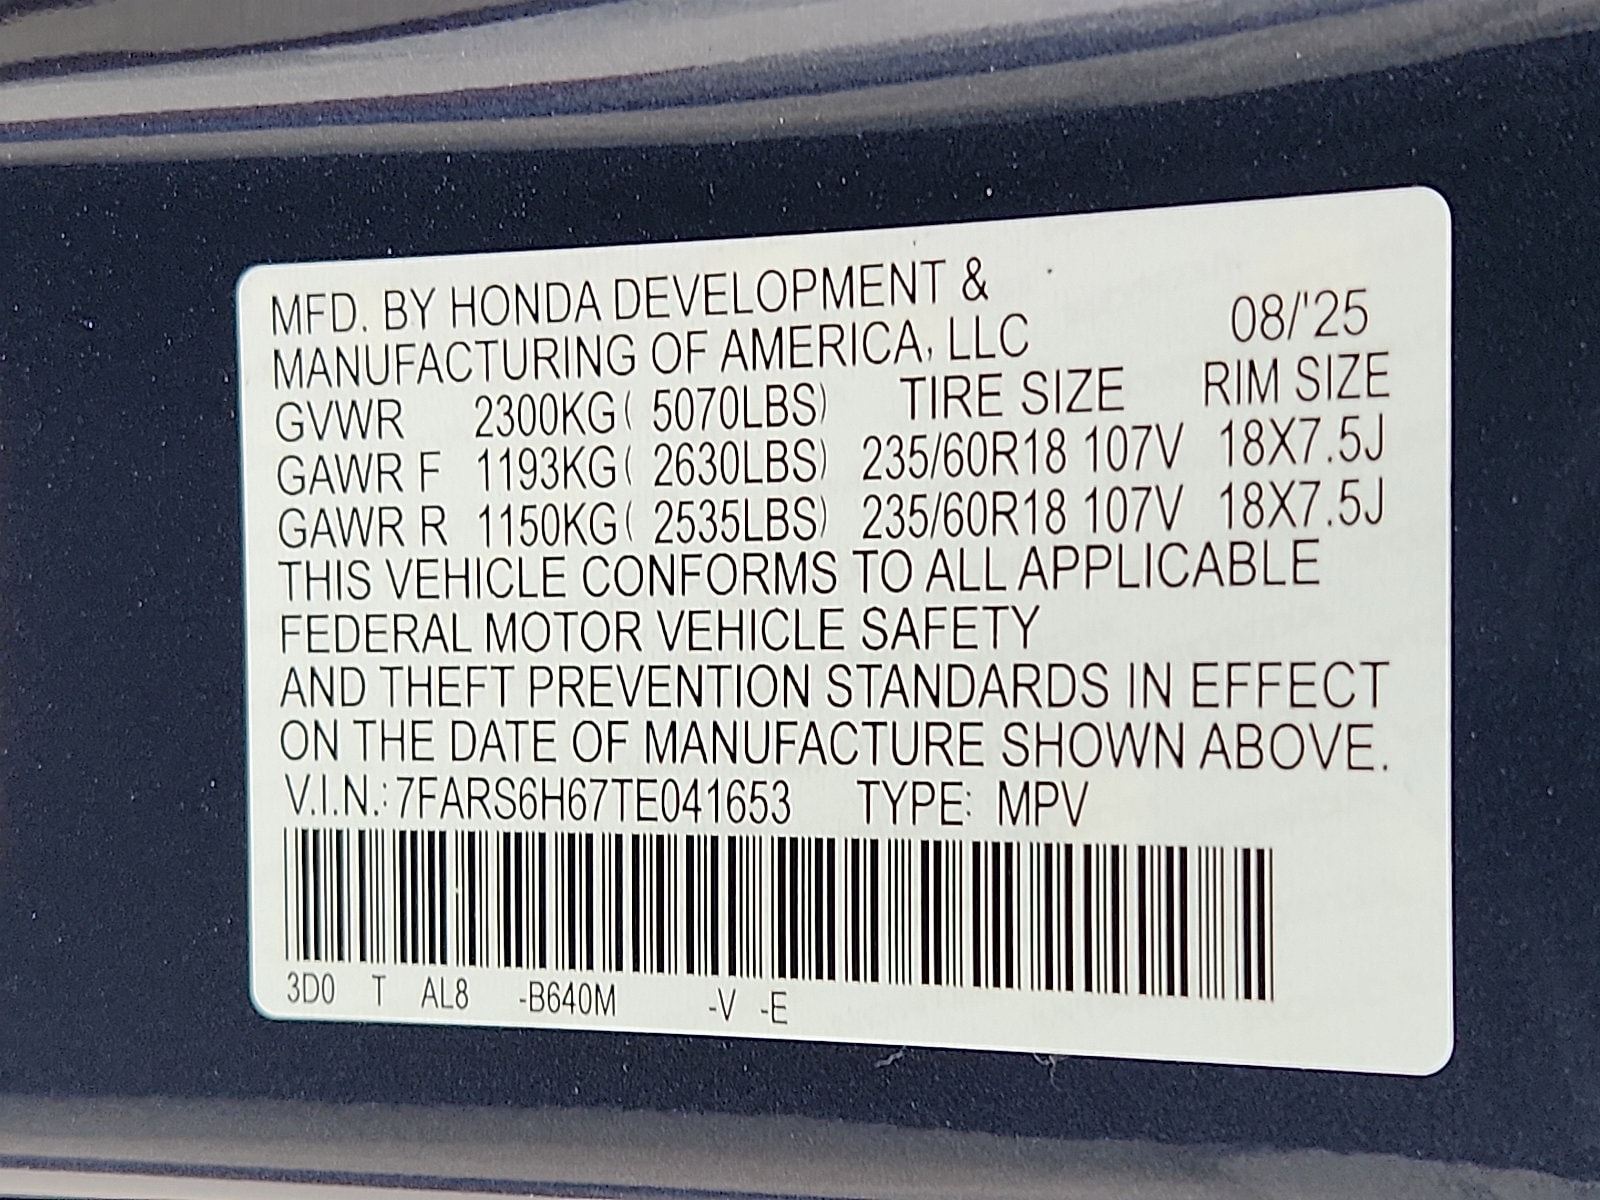 MFD. BY HONDA DEVELOPMENT &
MANUFACTURING OF AMERICA, LLC 08/'25
GVWR 2300KG( 5070LBS) TIRE SIZE RIM SIZE
GAWR F 1193KG( 2630LBS) 235/60R18 107V 18X7.5J
GAWR R 1150KG( 2535LBS) 235/60R18 107V 18X7.5J
THIS VEHICLE CONFORMS TO ALL APPLICABLE
FEDERAL MOTOR VEHICLE SAFETY
AND THEFT PREVENTION STANDARDS IN EFFECT
ON THE DATE OF MANUFACTURE SHOWN ABOVE.
V.I.N.: 7FARS6H67TE041653 TYPE: MPV
3D0 T AL8 -B640M -V -E